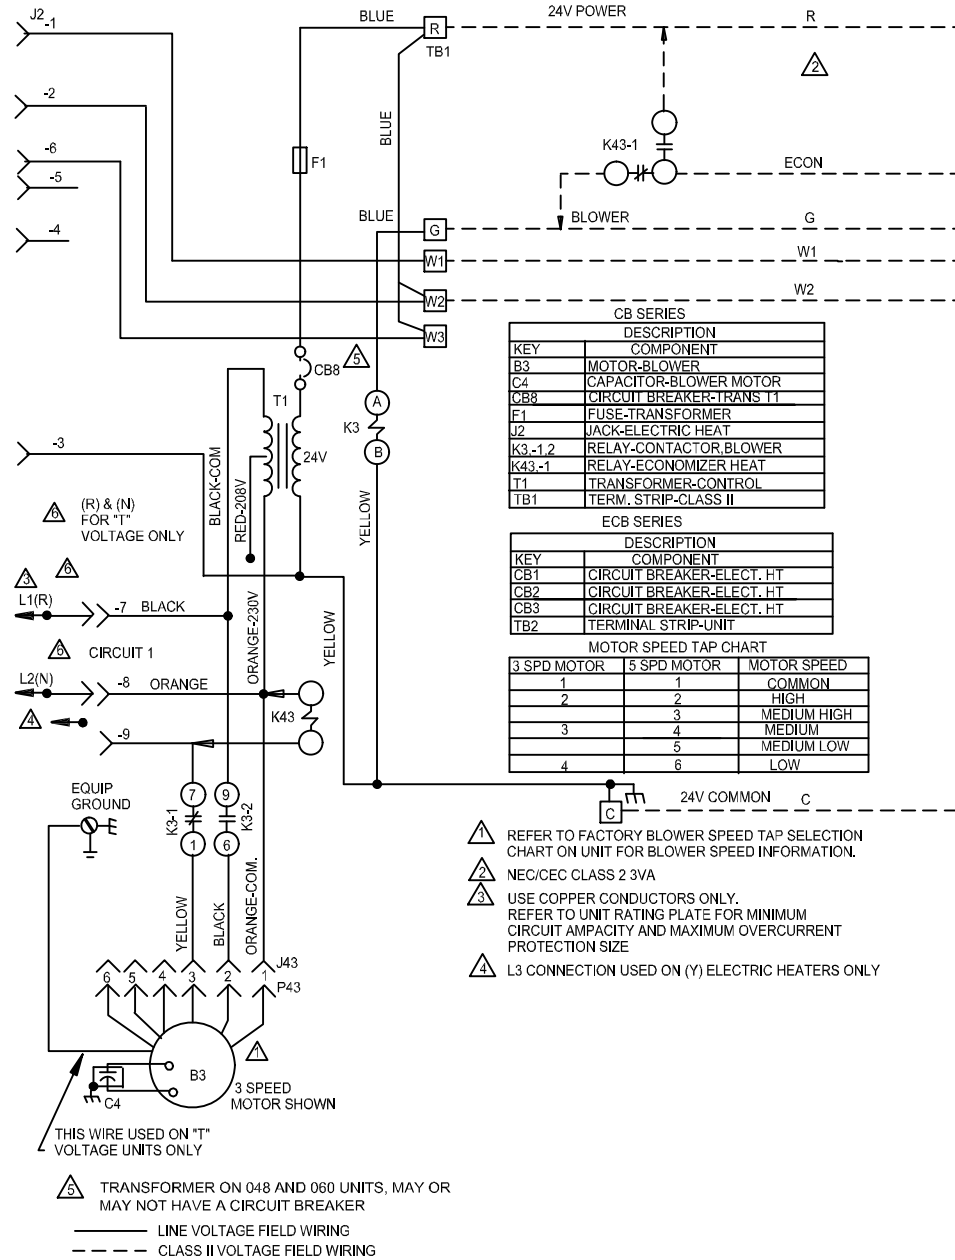 J2
-1
-2
-6
-5
-4
-3
BLUE
R
TB1
24V POWER
R
2
BLUE
F1
K43-1
ECON
BLUE
G
BLOWER
G
W1
W1
W2
W2
W3
CB8
5
T1
24V
K3
A
B
BLACK-COM
RED-208V
YELLOW
CB SERIES
DESCRIPTION
KEY COMPONENT
B3 MOTOR-BLOWER
C4 CAPACITOR-BLOWER MOTOR
CB8 CIRCUIT BREAKER-TRANS T1
F1 FUSE-TRANSFORMER
J2 JACK-ELECTRIC HEAT
K3,-1,2 RELAY-CONTACTOR,BLOWER
K43,-1 RELAY-ECONOMIZER HEAT
T1 TRANSFORMER-CONTROL
TB1 TERM. STRIP-CLASS II
ECB SERIES
DESCRIPTION
KEY COMPONENT
CB1 CIRCUIT BREAKER-ELECT. HT
CB2 CIRCUIT BREAKER-ELECT. HT
CB3 CIRCUIT BREAKER-ELECT. HT
TB2 TERMINAL STRIP-UNIT
MOTOR SPEED TAP CHART
3 SPD MOTOR 5 SPD MOTOR MOTOR SPEED
1 1 COMMON
2 2 HIGH
3 MEDIUM HIGH
3 4 MEDIUM
5 MEDIUM LOW
4 6 LOW
6 (R) & (N)
FOR "T"
VOLTAGE ONLY
3 6
L1(R)
-7 BLACK
ORANGE-230V
YELLOW
6 CIRCUIT 1
L2(N)
-8 ORANGE
K43
4
-9
EQUIP
GROUND
7
K3-1
1
9
K3-2
6
YELLOW
BLACK
ORANGE-COM.
24V COMMON C
C
1 REFER TO FACTORY BLOWER SPEED TAP SELECTION
CHART ON UNIT FOR BLOWER SPEED INFORMATION.
2 NEC/CEC CLASS 2 3VA
3 USE COPPER CONDUCTORS ONLY.
REFER TO UNIT RATING PLATE FOR MINIMUM
CIRCUIT AMPACITY AND MAXIMUM OVERCURRENT
PROTECTION SIZE
4 L3 CONNECTION USED ON (Y) ELECTRIC HEATERS ONLY
J43
6 5 4 3 2 1
P43
1
B3
C4
3 SPEED
MOTOR SHOWN
THIS WIRE USED ON "T"
VOLTAGE UNITS ONLY
5 TRANSFORMER ON 048 AND 060 UNITS, MAY OR
MAY NOT HAVE A CIRCUIT BREAKER
LINE VOLTAGE FIELD WIRING
CLASS II VOLTAGE FIELD WIRING